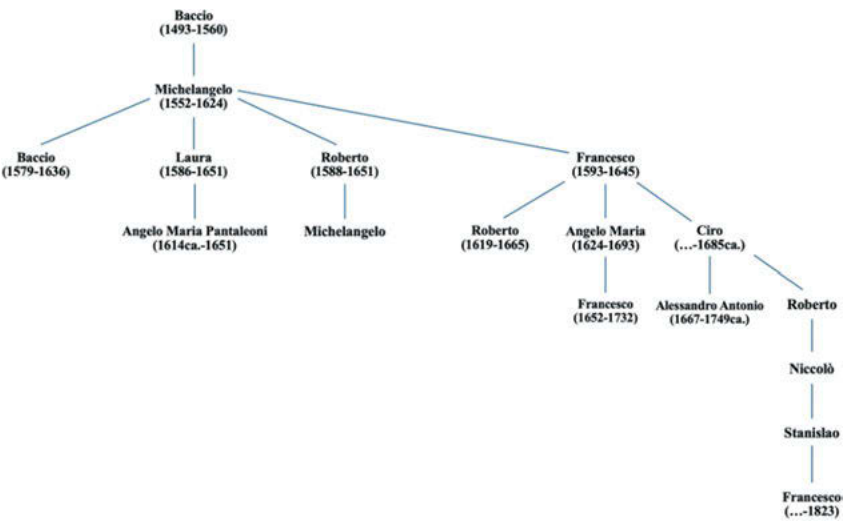 Baccio
(1493-1560)
Michelangelo
(1552-1624)
Baccio
(1579-1636)
Laura
(1586-1651)
Roberto
(1588-1651)
Francesco
(1593-1645)
Angelo Maria Pantaleoni
(1614ca.-1651)
Michelangelo
Roberto
(1619-1665)
Angelo Maria
(1624-1693)
Ciro
(…-1685ca.)
Francesco
(1652-1732)
Alessandro Antonio
(1667-1749ca.)
Roberto
Niccolò
Stanislao
Francesco
(…-1823)